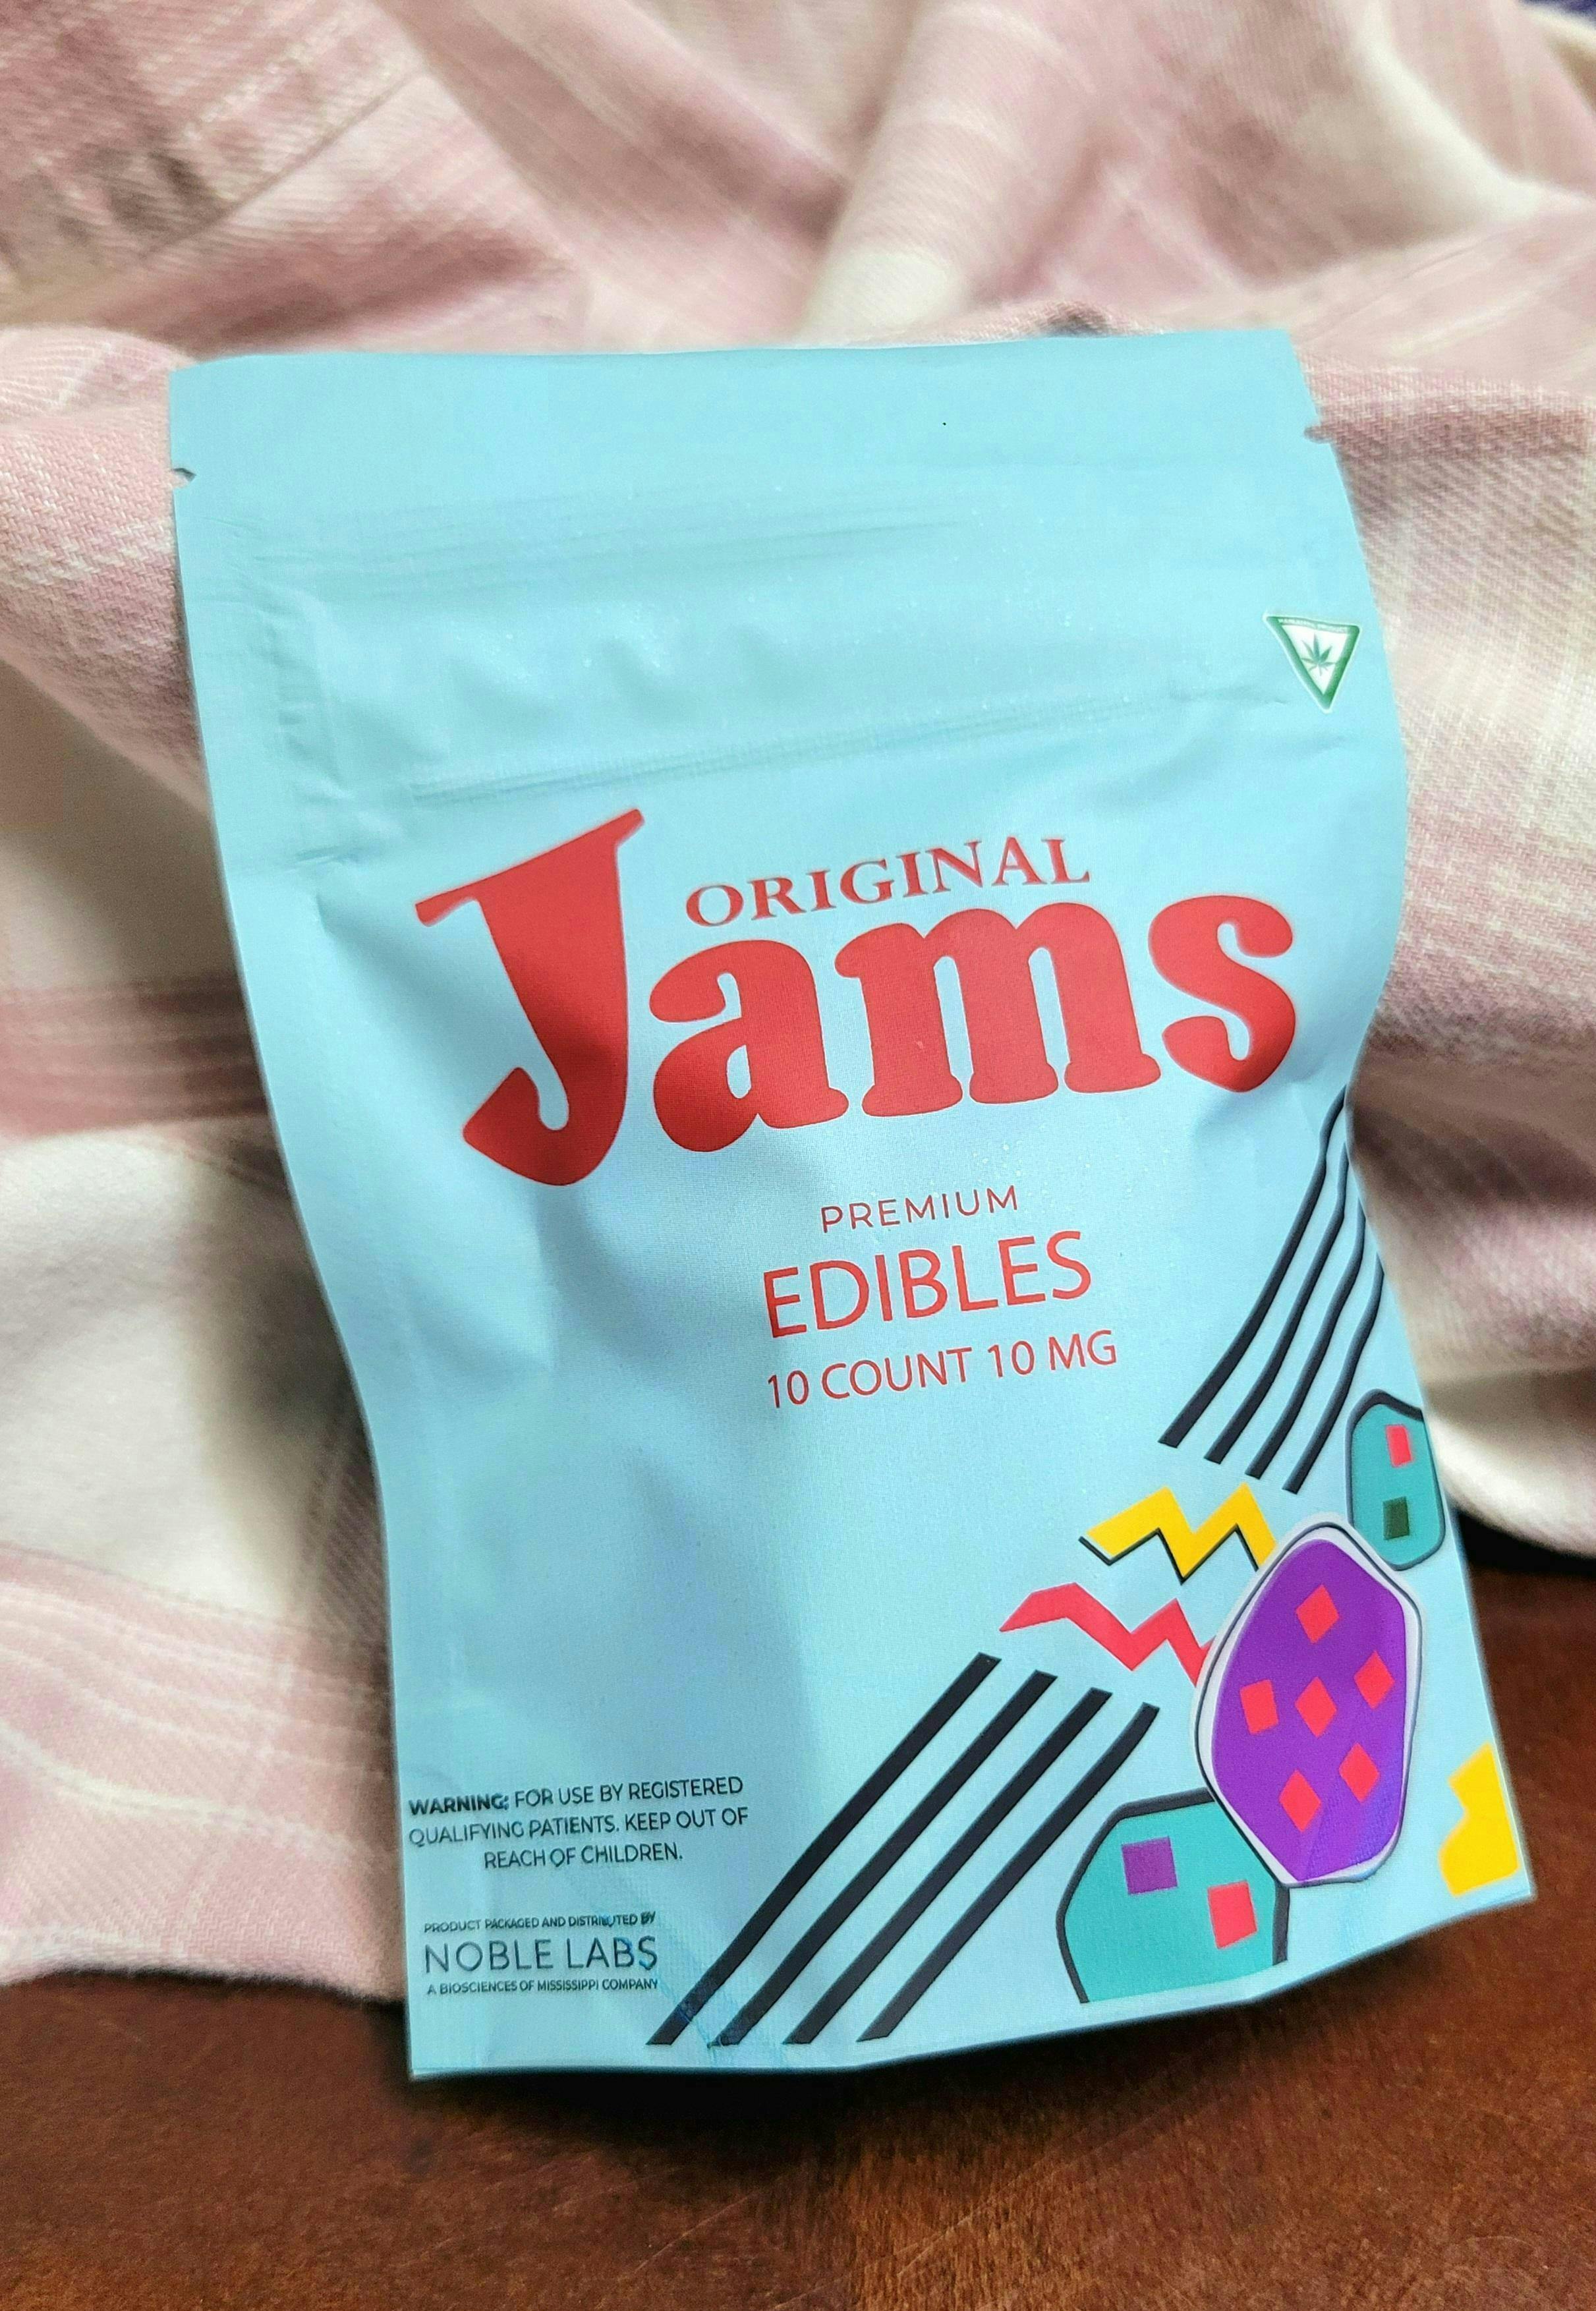 ORIGINAL
Jams
PREMIUM
EDIBLES
10 COUNT 10 MG
WARNING: FOR USE BY REGISTERED
QUALIFYING PATIENTS. KEEP OUT OF
REACH OF CHILDREN.
PRODUCT PACKAGED AND DISTRIBUTED BY
NOBLE LABS
A BIOSCIENCES OF MISSISSIPPI COMPANY